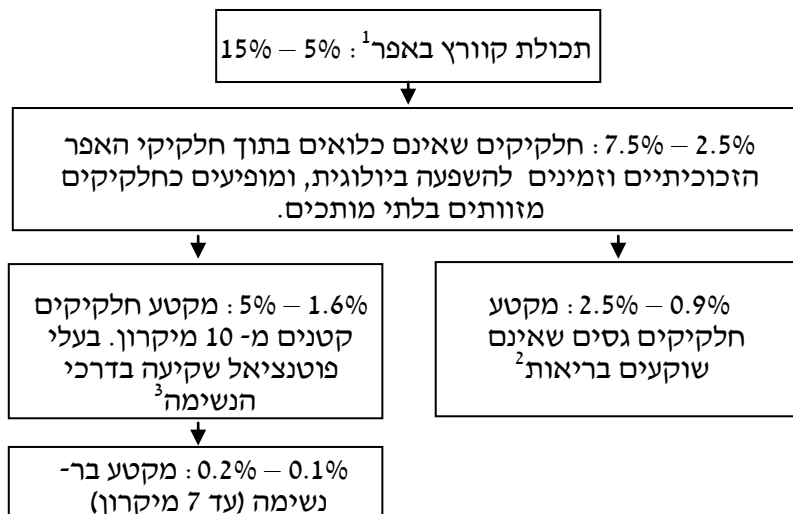 תכולת קוורץ באפר¹: 5% – 15%
2.5% – 7.5%: חלקיקים שאינם כלואים בתוך חלקיקי האפר
הזכוכיתיים וזמינים להשפעה ביולוגית, ומופיעים כחלקיקים
מזוותים בלתי מותכים.
0.9% – 2.5%: מקטע
חלקיקים גסים שאינם
שוקעים בריאות²
1.6% – 5%: מקטע חלקיקים
קטנים מ- 10 מיקרון. בעלי
פוטנציאל שקיעה בדרכי
הנשימה³
0.1% – 0.2%: מקטע בר-
נשימה (עד 7 מיקרון)